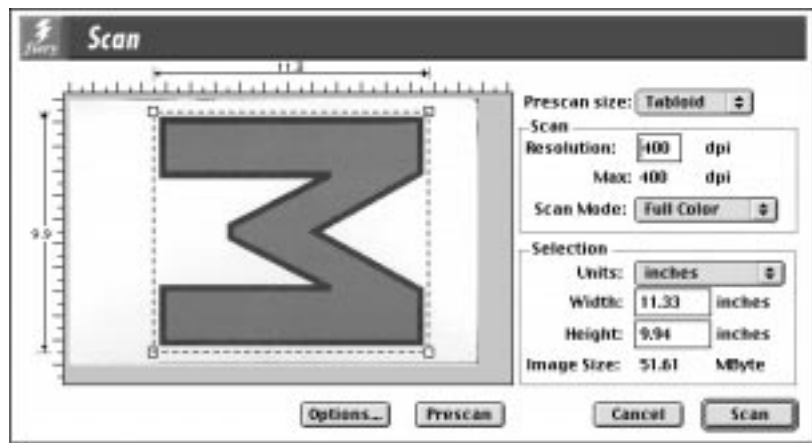 fiery
Scan
11.3
9.9
Prescan size: Tabloid
Scan
Resolution: 400 dpi
Max: 400 dpi
Scan Mode: Full Color
Selection
Units: inches
Width: 11.33 inches
Height: 9.94 inches
Image Size: 51.61 MByte
Options... Prescan Cancel Scan